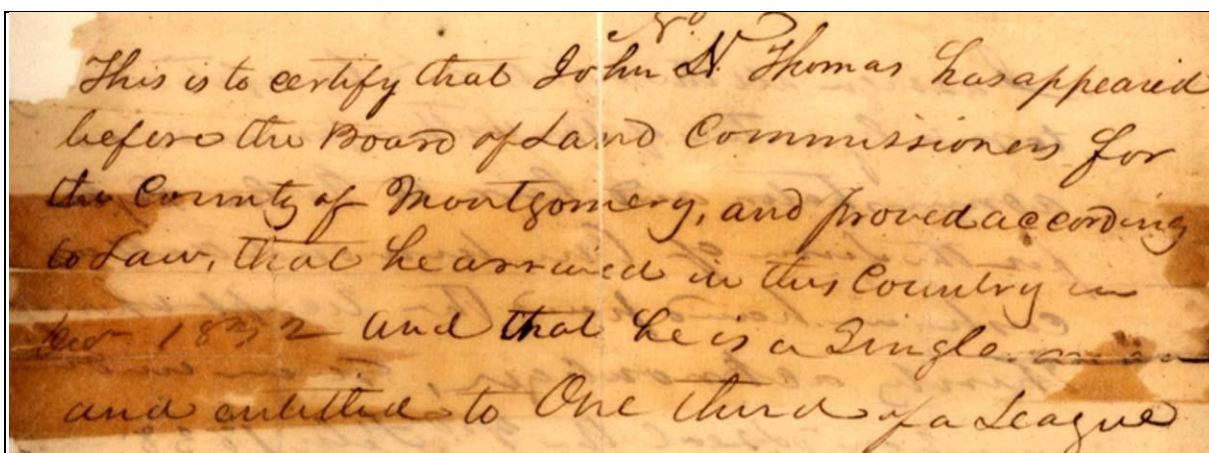 N.
This is to certify that John N. Thomas has appeared
before the Board of Land Commissioners for
the County of Montgomery, and proved according
to Law, that he arrived in this Country in
1832 and that he is a Single man
and entitled to One third of a League